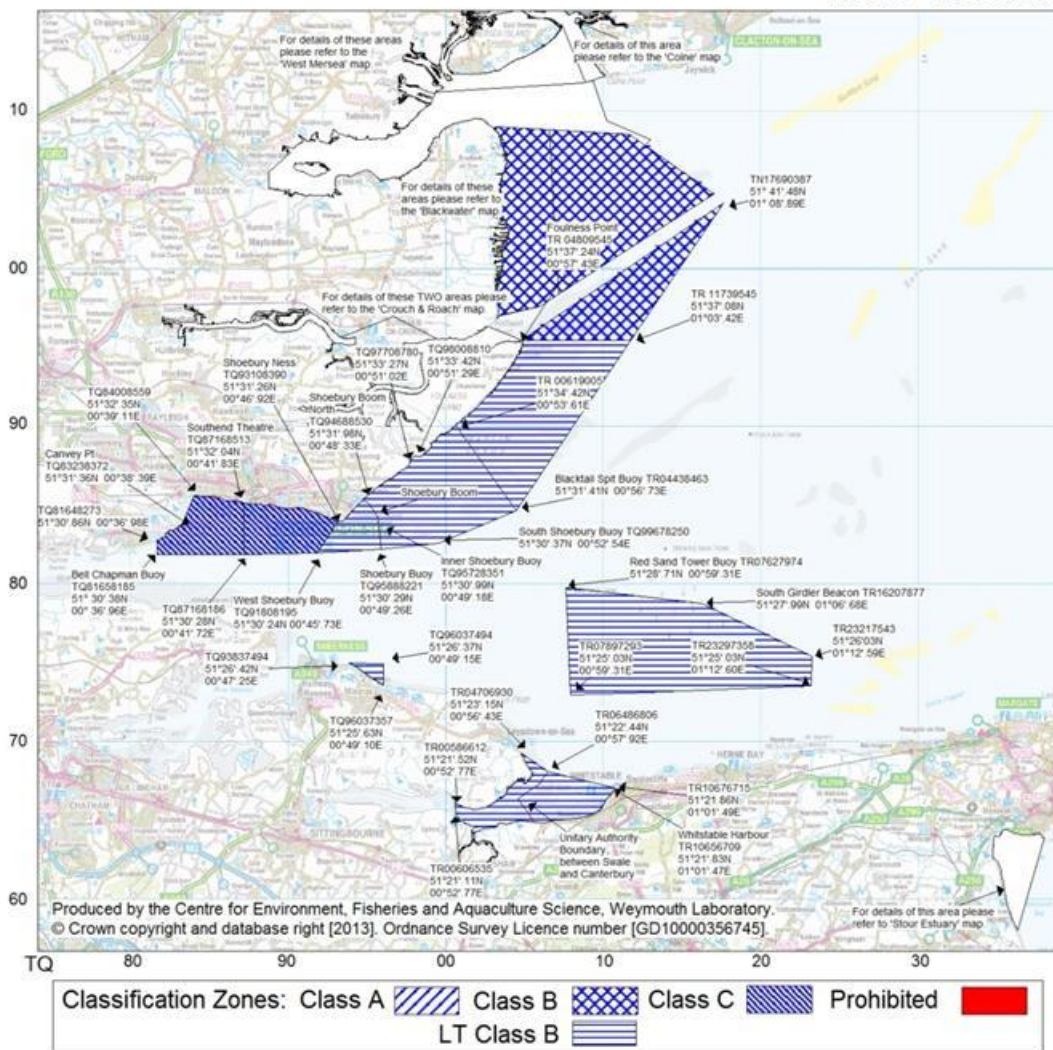 For details of these areas
please refer to the
'West Mersea' map
For details of this area
please refer to the 'Colne' map
CLACTON-ON-SEA
10
TN17690387
51° 41'.48N
01° 08'.89E
For details of these
areas please refer to
the 'Blackwater' map
Foulness Point
TR 04809545
51°37'.24N
00°57'.43E
00
For details of these TWO areas please
refer to the 'Crouch & Roach' map
TR 11739545
51°37'.08N
01°03'.42E
TQ97708780
51°33'.27N
00°51'.02E
TQ98008810
51°33'.42N
00°51'.29E
Shoebury Ness
TQ93108390
51°31'.26N
00°46'.92E
TQ84008559
51°32'.35N
00°39'.11E
Shoebury Boom
North
TQ94688530
51°31'.98N
00°48'.33E
TR 00619005
51°34'.42N
00°53'.61E
90
Southend Theatre
TQ87168513
51°32'.04N
00°41'.83E
Canvey Pt
TQ83238372
51°31'.36N 00°38'.39E
Shoebury Boom
Blacktail Spit Buoy TR04438463
51°31'.41N 00°56'.73E
TQ81648273
51°30'.86N 00°36'.98E
South Shoebury Buoy TQ99678250
51°30'.37N 00°52'.54E
Bell Chapman Buoy
TQ81658185
51° 30'.38N
00° 36'.96E
TQ87168186
51°30'.28N
00°41'.72E
West Shoebury Buoy
TQ91808195
51°30'.24N 00°45'.73E
Shoebury Buoy
TQ95888221
51°30'.29N
00°49'.26E
Inner Shoebury Buoy
TQ95728351
51°30'.99N
00°49'.18E
Red Sand Tower Buoy TR07627974
51°28'.71N 00°59'.31E
80
South Girdler Beacon TR16207877
51°27'.99N 01°06'.68E
TQ93837494
51°26'.42N
00°47'.25E
TQ96037494
51°26'.37N
00°49'.15E
TR07897293
51°25'.03N
00°59'.31E
TR23297358
51°25'.03N
01°12'.60E
TR23217543
51°26'03N
01°12'.59E
TQ96037357
51°25'.63N
00°49'.10E
TR04706930
51°23'.15N
00°56'.43E
TR06486806
51°22'.44N
00°57'.92E
MARGATE
70
TR00586612
51°21'.52N
00°52'.77E
HERNE BAY
TR10676715
51°21'.86N
01°01'.49E
CHATHAM
SITTINGBOURNE
Unitary Authority
Boundary
between Swale
and Canterbury
Whitstable Harbour
TR10656709
51°21'.83N
01°01'.47E
TR00606535
51°21'.11N
00°52'.77E
60
For details of this area please
refer to 'Stour Estuary' map
Produced by the Centre for Environment, Fisheries and Aquaculture Science, Weymouth Laboratory.
© Crown copyright and database right [2013]. Ordnance Survey Licence number [GD10000356745].
TQ 80 90 00 10 20 30
Classification Zones: Class A Class B Class C Prohibited
LT Class B